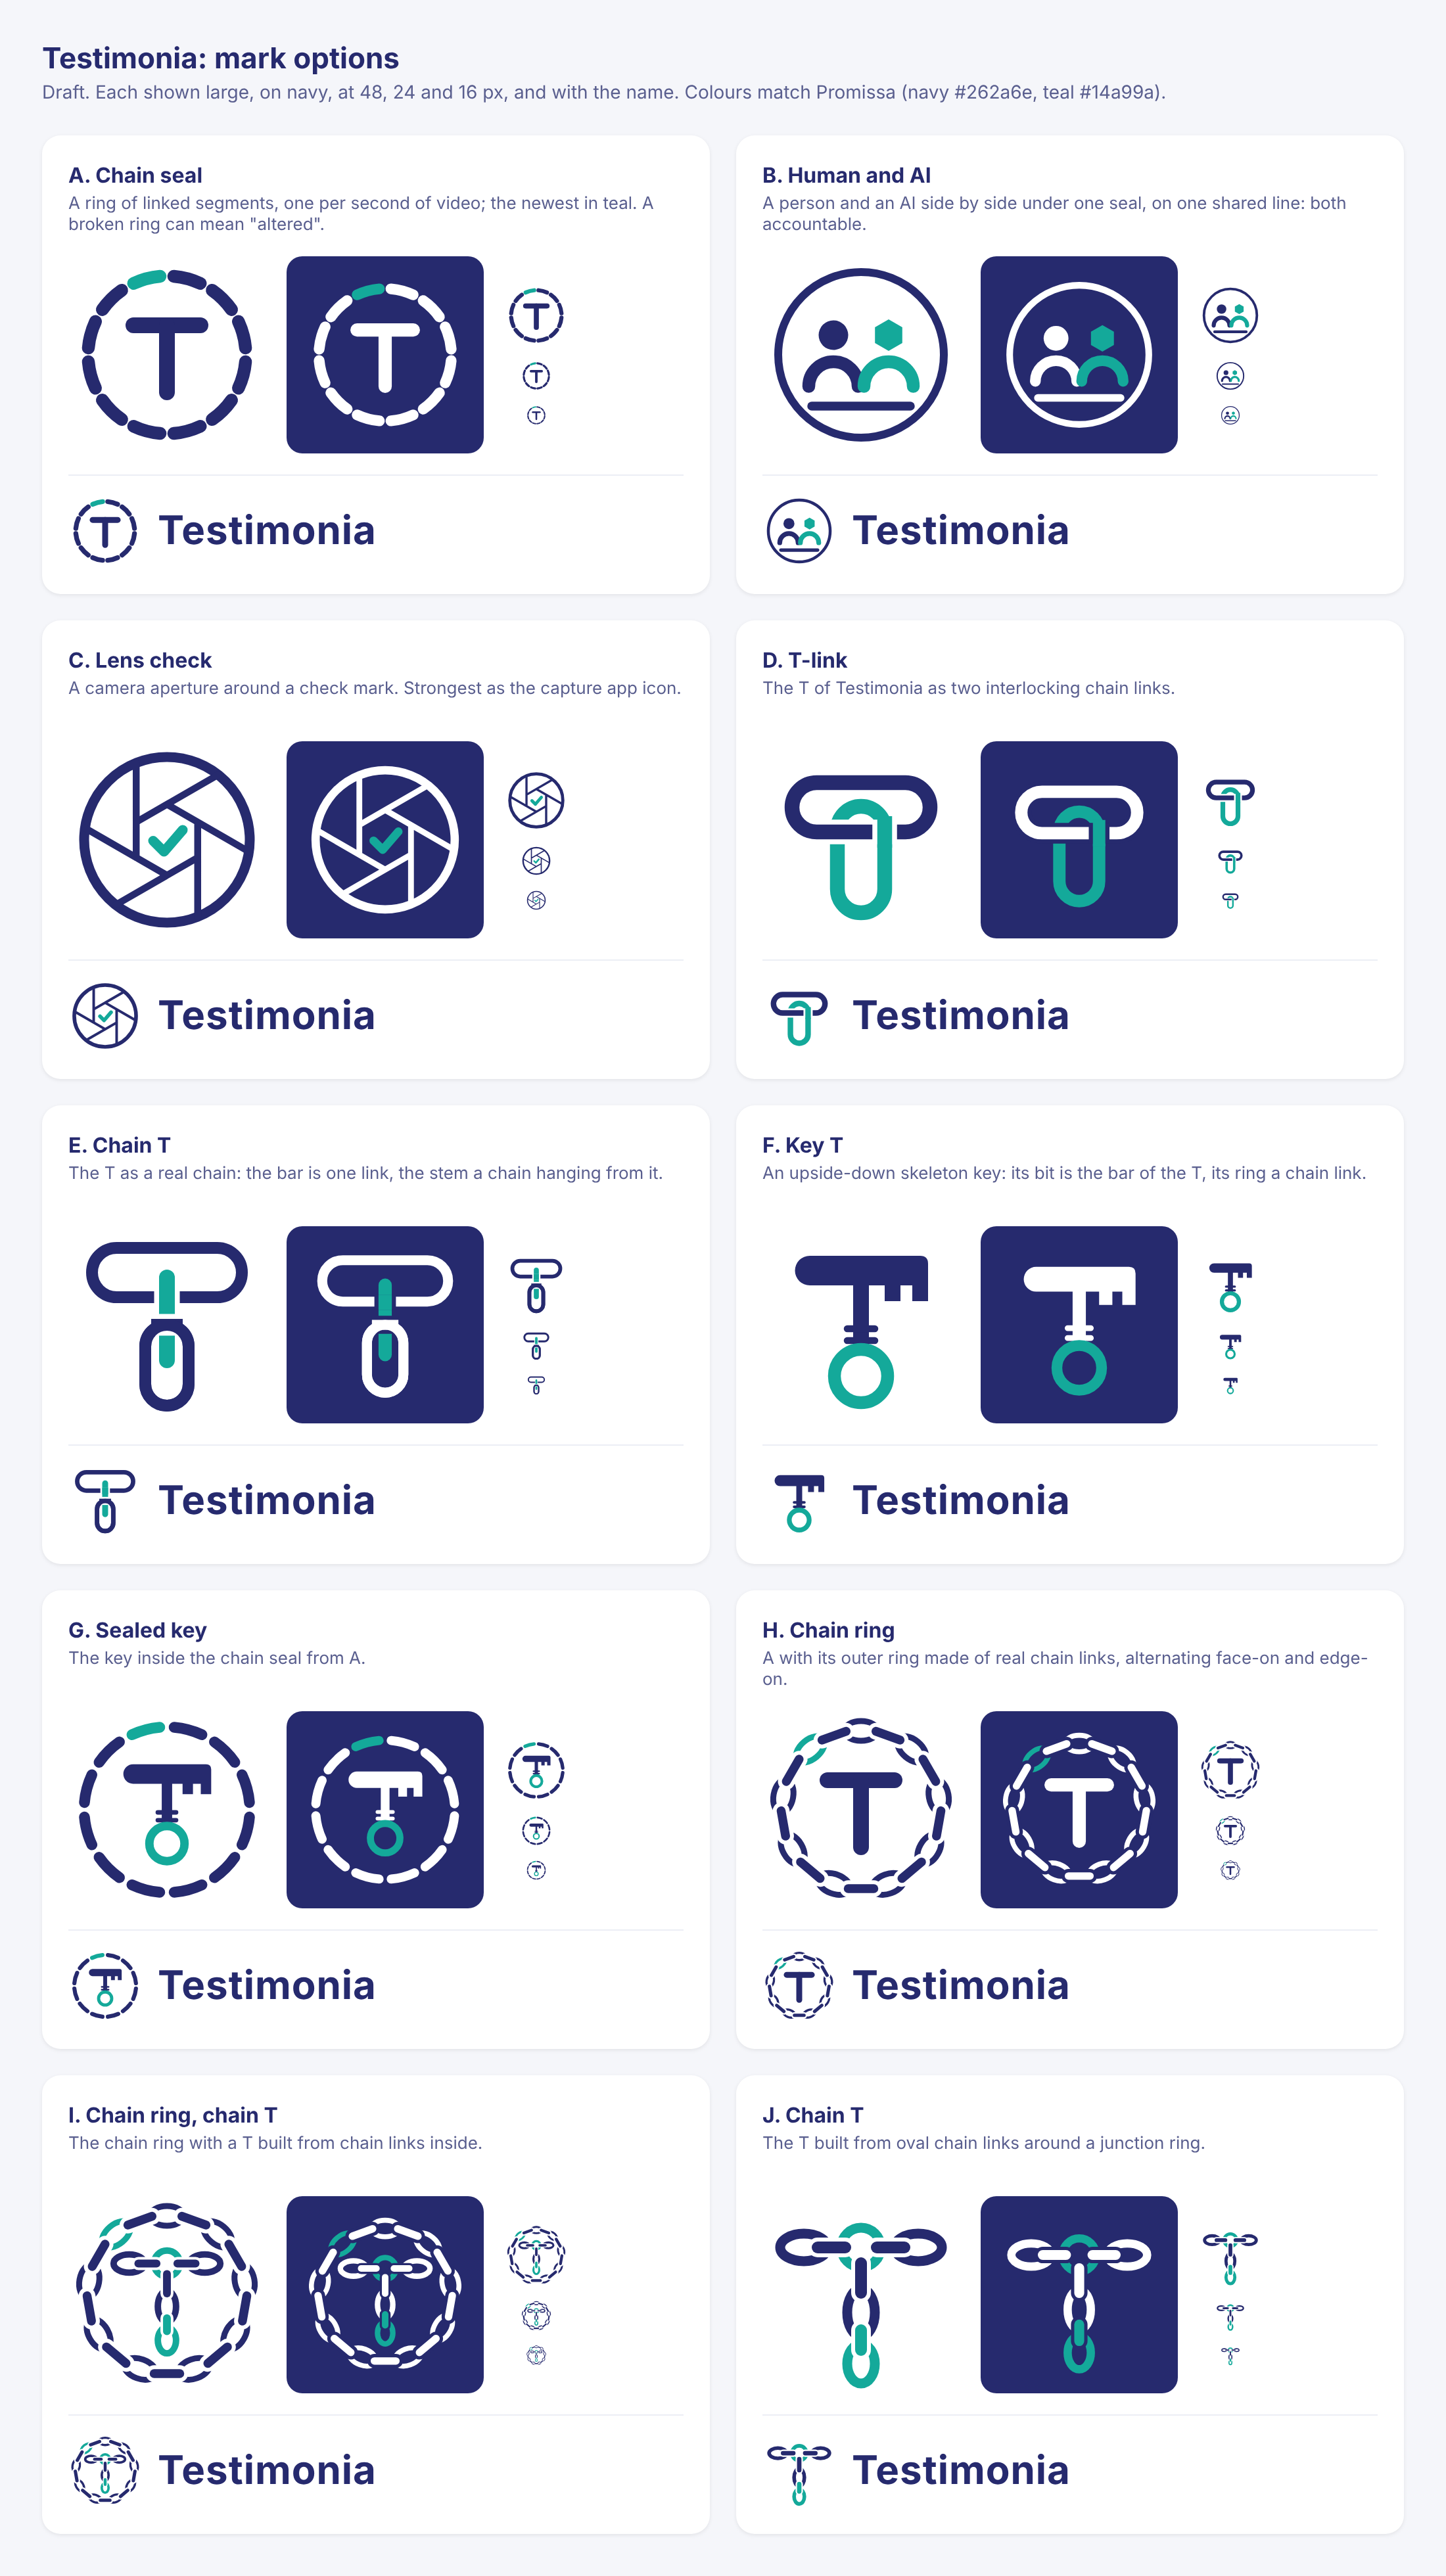 Testimonia: mark options
Draft. Each shown large, on navy, at 48, 24 and 16 px, and with the name. Colours match Promissa (navy #262a6e, teal #14a99a).
A. Chain seal
A ring of linked segments, one per second of video; the newest in teal. A
broken ring can mean "altered".
T
T
T
T
T
T Testimonia
B. Human and AI
A person and an AI side by side under one seal, on one shared line: both
accountable.
Testimonia
C. Lens check
A camera aperture around a check mark. Strongest as the capture app icon.
Testimonia
D. T-link
The T of Testimonia as two interlocking chain links.
Testimonia
E. Chain T
The T as a real chain: the bar is one link, the stem a chain hanging from it.
Testimonia
F. Key T
An upside-down skeleton key: its bit is the bar of the T, its ring a chain link.
Testimonia
G. Sealed key
The key inside the chain seal from A.
Testimonia
H. Chain ring
A with its outer ring made of real chain links, alternating face-on and edge-
on.
T
T
T
T
T
T Testimonia
I. Chain ring, chain T
The chain ring with a T built from chain links inside.
Testimonia
J. Chain T
The T built from oval chain links around a junction ring.
Testimonia